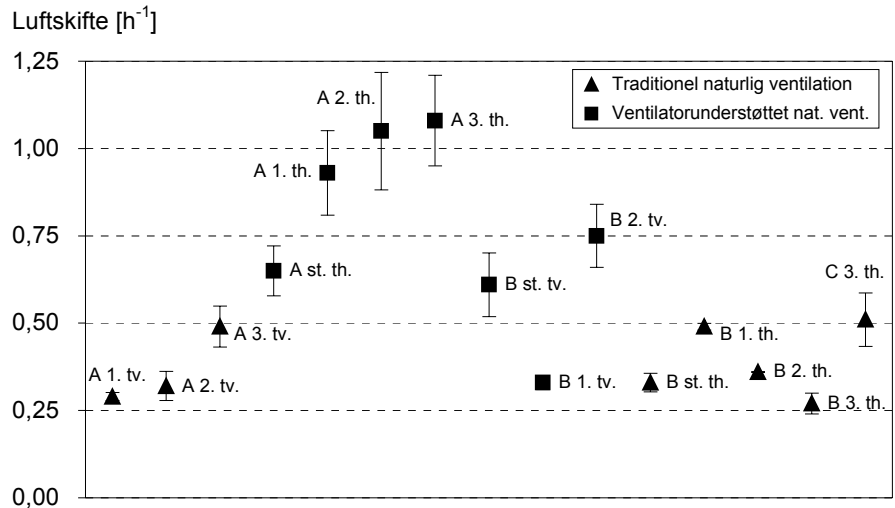 Luftskifte [h⁻¹]
1,25
1,00
0,75
0,50
0,25
0,00
Traditionel naturlig ventilation
Ventilatorunderstøttet nat. vent.
A 1. tv.
A 2. tv.
A 3. tv.
A st. th.
A 1. th.
A 2. th.
A 3. th.
B st. tv.
B 1. tv.
B 2. tv.
B st. th.
B 1. th.
B 2. th.
B 3. th.
C 3. th.